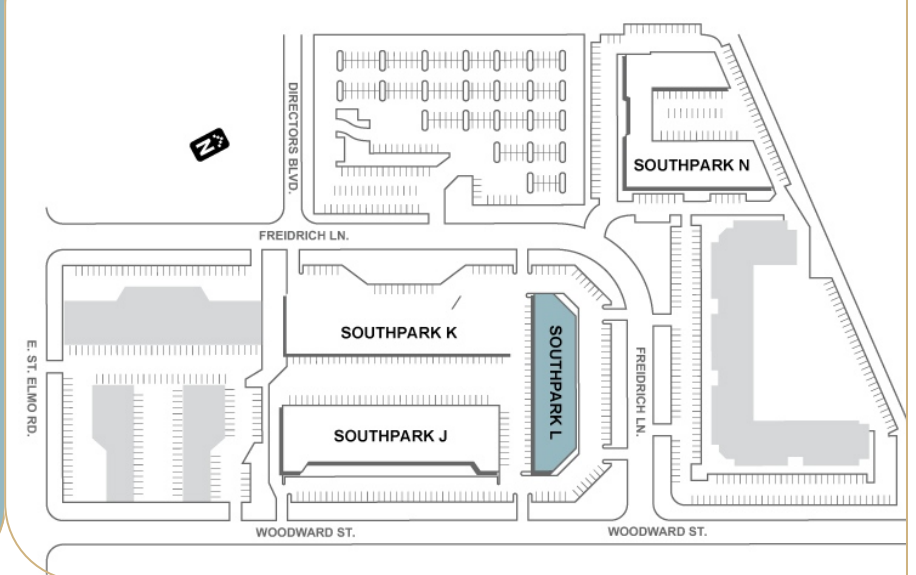 DIRECTORS BLVD.
N
SOUTHPARK N
FREIDRICH LN.
SOUTHPARK K
SOUTHPARK L
E. ST. ELMO RD.
FREIDRICH LN.
SOUTHPARK J
WOODWARD ST.
WOODWARD ST.